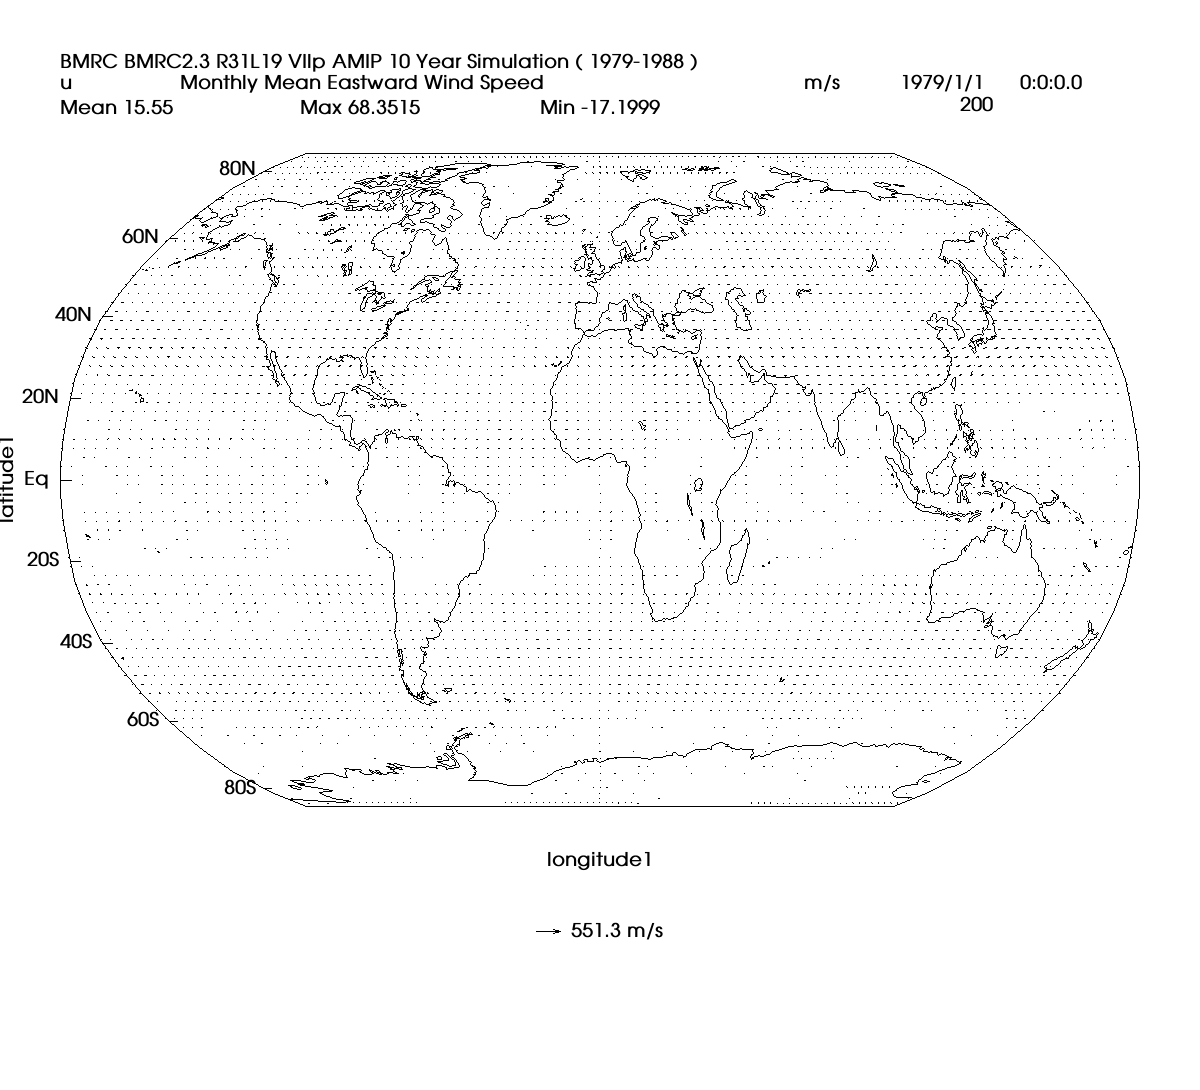 BMRC BMRC2.3 R31L19 VIIp AMIP 10 Year Simulation ( 1979-1988 )
u Monthly Mean Eastward Wind Speed m/s 1979/1/1 0:0:0.0
Mean 15.55 Max 68.3515 Min -17.1999 200
80N
60N
40N
20N
Eq
20S
40S
60S
80S
latitude1
longitude1
551.3 m/s